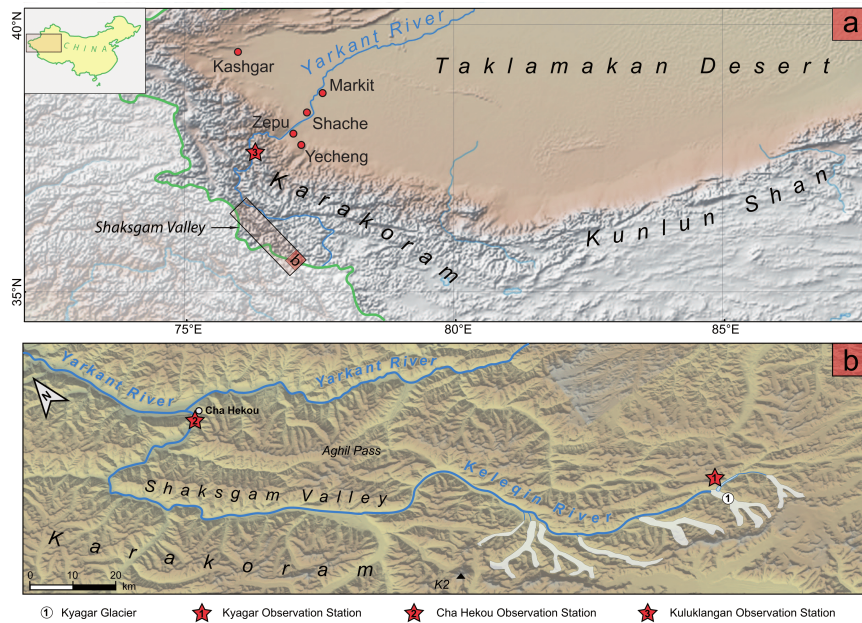 40°N
CHINA
a
Kashgar
Yarkant River
Taklamakan Desert
Markit
Zepu
Shache
3
Yecheng
Karakoram
Kunlun Shan
Shaksgam Valley
b
35°N
75°E
80°E
85°E
b
N
Yarkant River
Yarkant River
Cha Hekou
2
Aghil Pass
Keleqin River
1
1
Shaksgam Valley
Karakoram
K2
0 10 20
km
1 Kyagar Glacier
1 Kyagar Observation Station
2 Cha Hekou Observation Station
3 Kuluklangan Observation Station